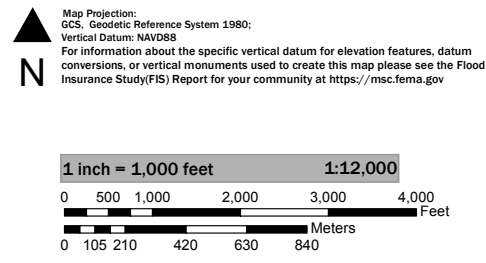 Map Projection:
GCS, Geodetic Reference System 1980;
Vertical Datum: NAVD88
For information about the specific vertical datum for elevation features, datum
conversions, or vertical monuments used to create this map please see the Flood
Insurance Study(FIS) Report for your community at https://msc.fema.gov
N
1 inch = 1,000 feet 1:12,000
0 500 1,000 2,000 3,000 4,000
Feet
Meters
0 105 210 420 630 840